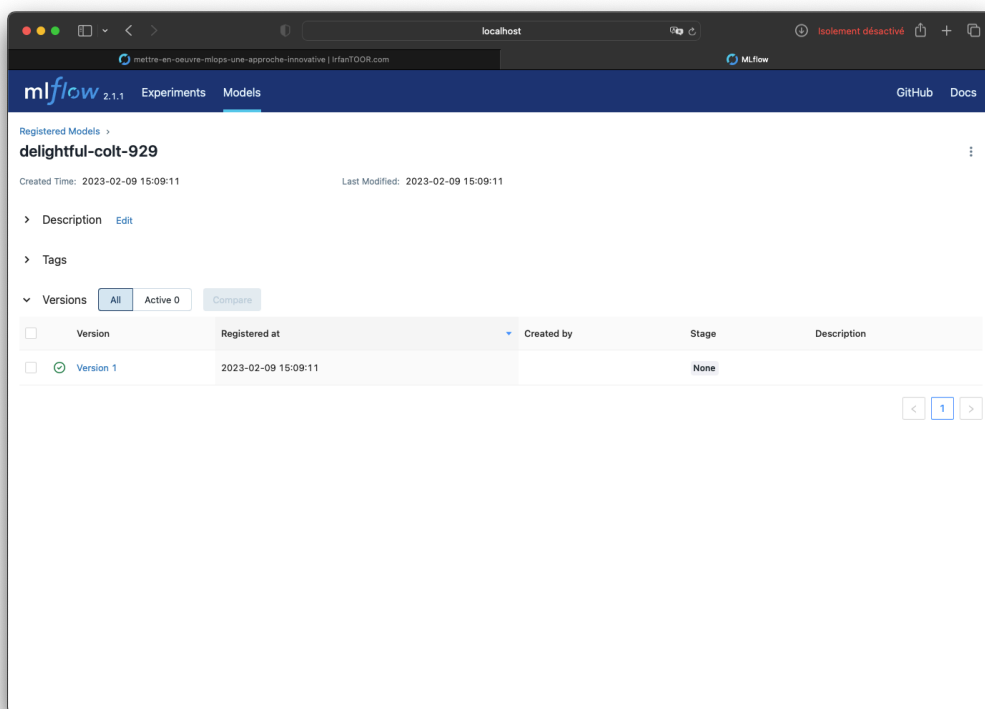 localhost
Isolement désactivé
mettre-en-oeuvre-mlops-une-approche-innovative | IrfanTOOR.com
MLflow
mlflow 2.1.1 Experiments Models GitHub Docs
Registered Models ›
delightful-colt-929
Created Time: 2023-02-09 15:09:11 Last Modified: 2023-02-09 15:09:11
Description Edit
Tags
Versions All Active 0 Compare
Version Registered at Created by Stage Description
Version 1 2023-02-09 15:09:11 None
< 1 >